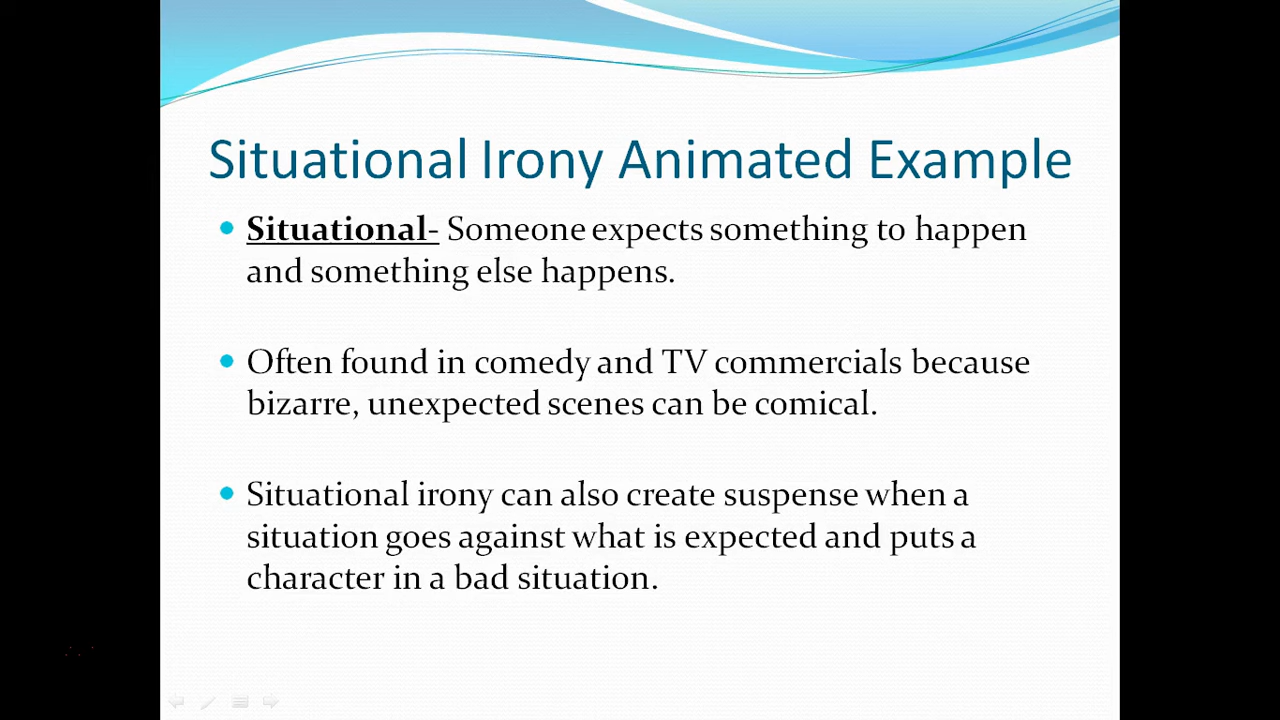 Situational Irony Animated Example
Situational- Someone expects something to happen
and something else happens.
Often found in comedy and TV commercials because
bizarre, unexpected scenes can be comical.
Situational irony can also create suspense when a
situation goes against what is expected and puts a
character in a bad situation.